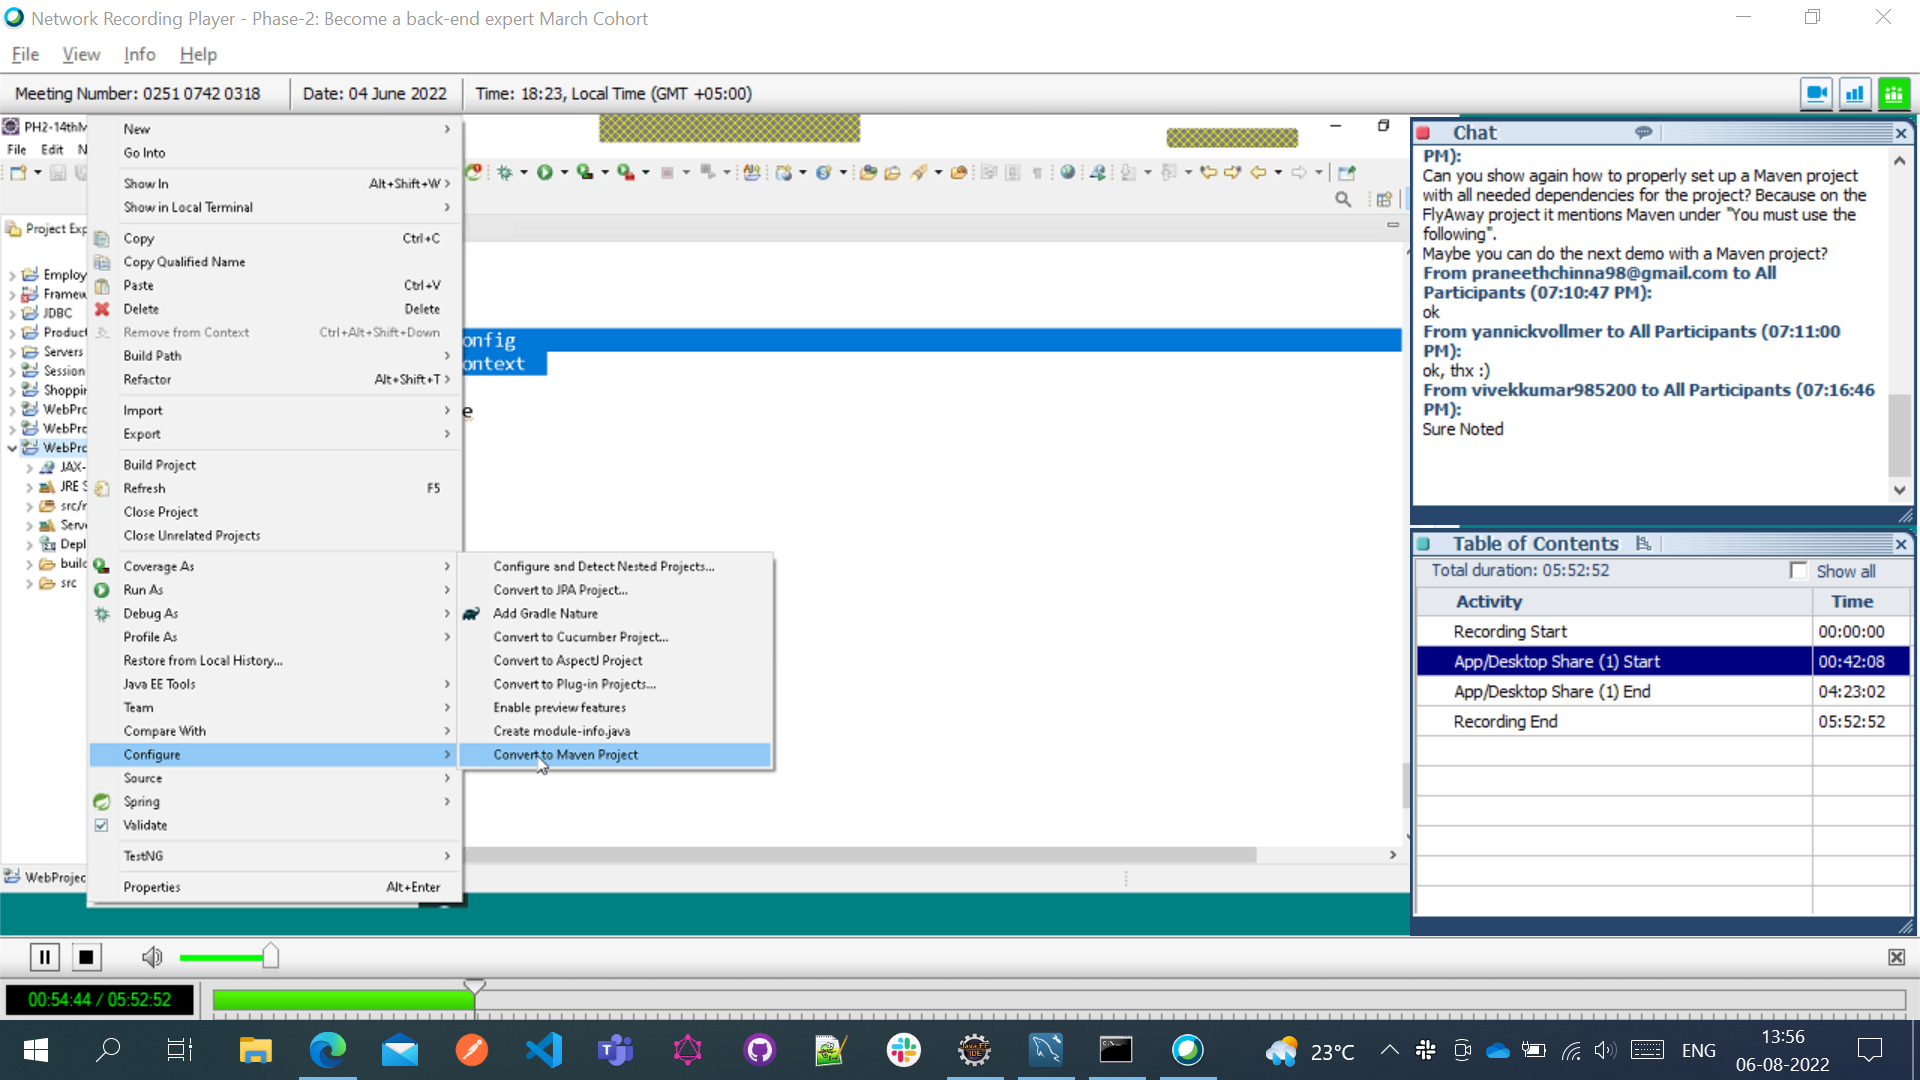 Network Recording Player - Phase-2: Become a back-end expert March Cohort
File View Info Help
Meeting Number: 0251 0742 0318 Date: 04 June 2022 Time: 18:23, Local Time (GMT +05:00)
PH2-14thM
File Edit N
Project Exp
Employ
Framew
JDBC
Product
Servers
Session
Shoppin
WebPro
WebPro
WebPro
JAX-
JRE S
src/r
Serve
Depl
build
src
WebProjec
New
Go Into
Show In Alt+Shift+W
Show in Local Terminal
Copy Ctrl+C
Copy Qualified Name
Paste Ctrl+V
Delete Delete
Remove from Context Ctrl+Alt+Shift+Down
Build Path
Refactor Alt+Shift+T
Import
Export
Build Project
Refresh F5
Close Project
Close Unrelated Projects
Coverage As
Run As
Debug As
Profile As
Restore from Local History...
Java EE Tools
Team
Compare With
Configure
Source
Spring
Validate
TestNG
Properties Alt+Enter
Configure and Detect Nested Projects...
Convert to JPA Project...
Add Gradle Nature
Convert to Cucumber Project...
Convert to AspectJ Project
Convert to Plug-in Projects...
Enable preview features
Create module-info.java
Convert to Maven Project
onfig
ontext
e
Chat
PM):
Can you show again how to properly set up a Maven project
with all needed dependencies for the project? Because on the
FlyAway project it mentions Maven under "You must use the
following".
Maybe you can do the next demo with a Maven project?
From praneethchinna98@gmail.com to All
Participants (07:10:47 PM):
ok
From yannickvollmer to All Participants (07:11:00
PM):
ok, thx :)
From vivekkumar985200 to All Participants (07:16:46
PM):
Sure Noted
Table of Contents
Total duration: 05:52:52 Show all
Activity Time
Recording Start 00:00:00
App/Desktop Share (1) Start 00:42:08
App/Desktop Share (1) End 04:23:02
Recording End 05:52:52
00:54:44 / 05:52:52
23°C
ENG
13:56
06-08-2022